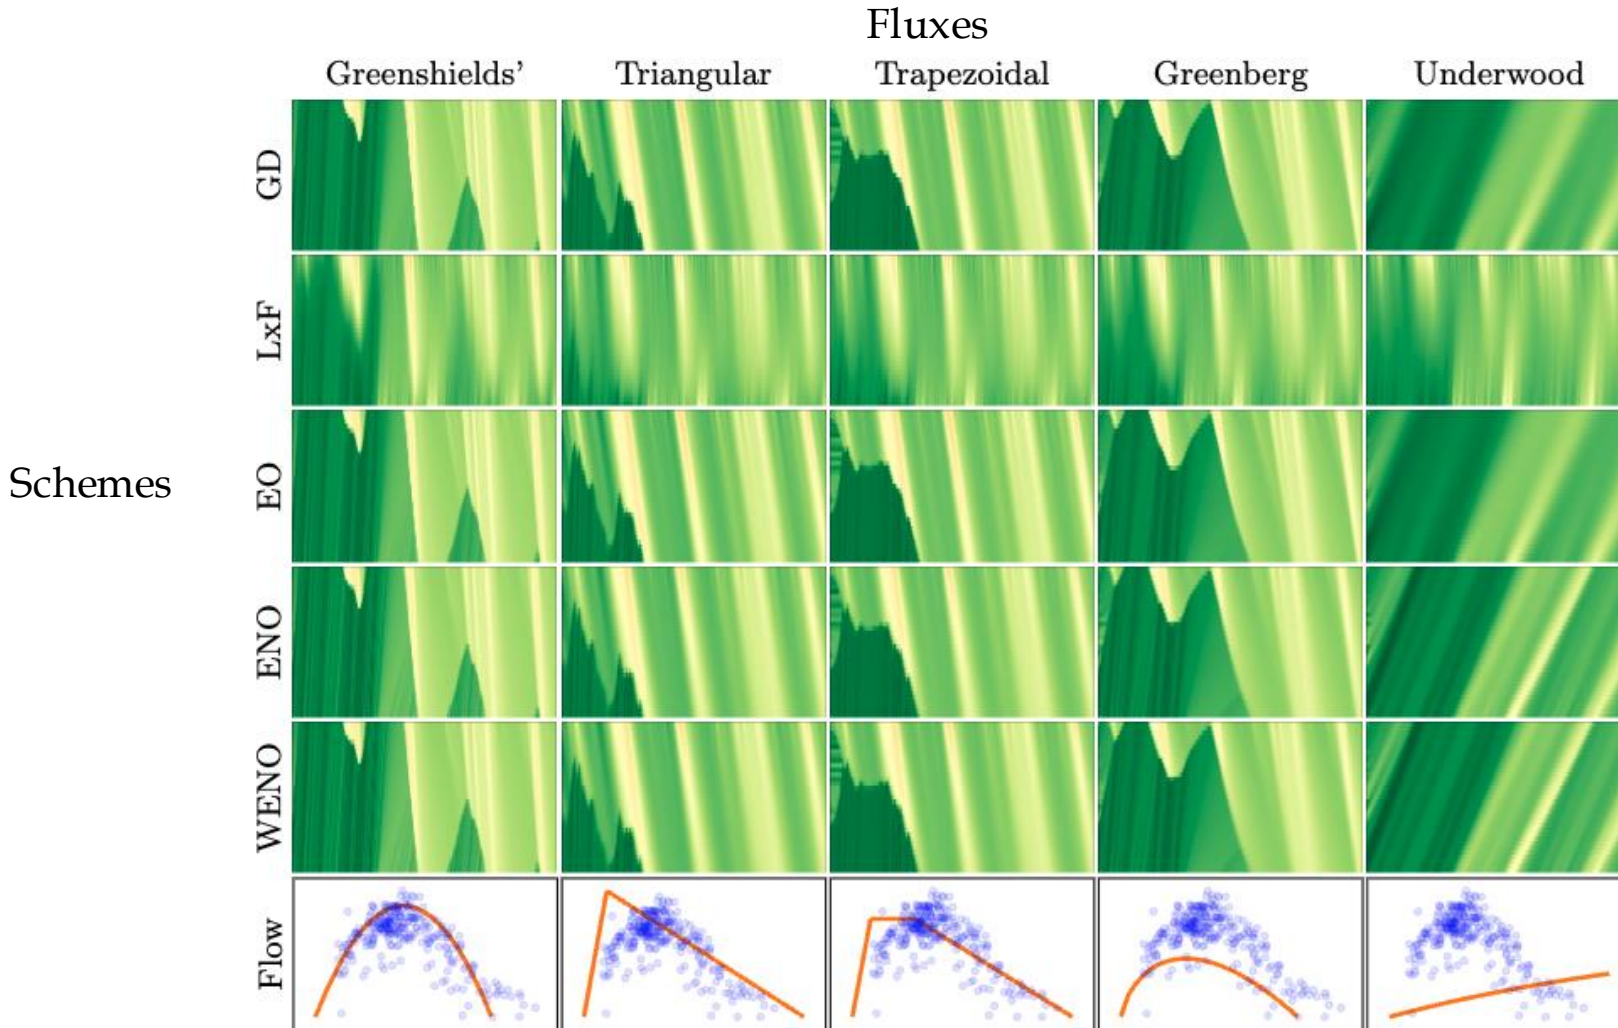 Fluxes
Greenshields' Triangular Trapezoidal Greenberg Underwood
GD
LxF
EO
Schemes
ENO
WENO
Flow